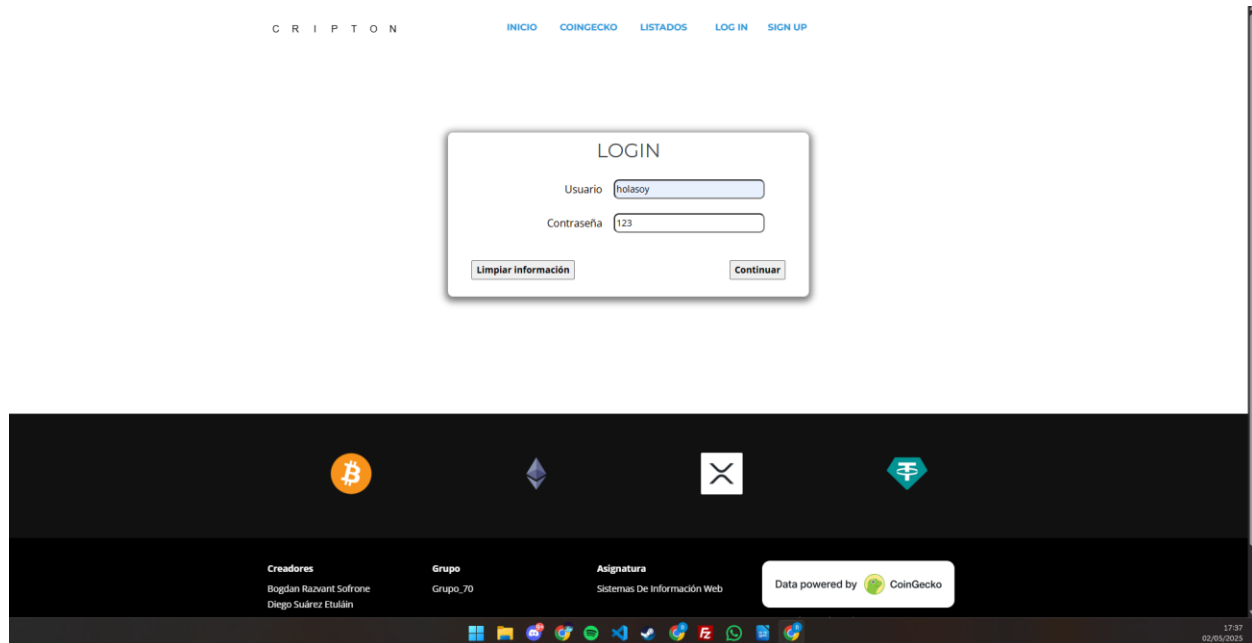 C R I P T O N INICIO COINGECKO LISTADOS LOG IN SIGN UP
LOGIN
Usuario holasoy
Contraseña 123
Limpiar información Continuar
Creadores Grupo Asignatura
Bogdan Razvant Sofrone Grupo_70 Sistemas De Información Web
Diego Suárez Etuláin
Data powered by CoinGecko
17:37
02/05/2025